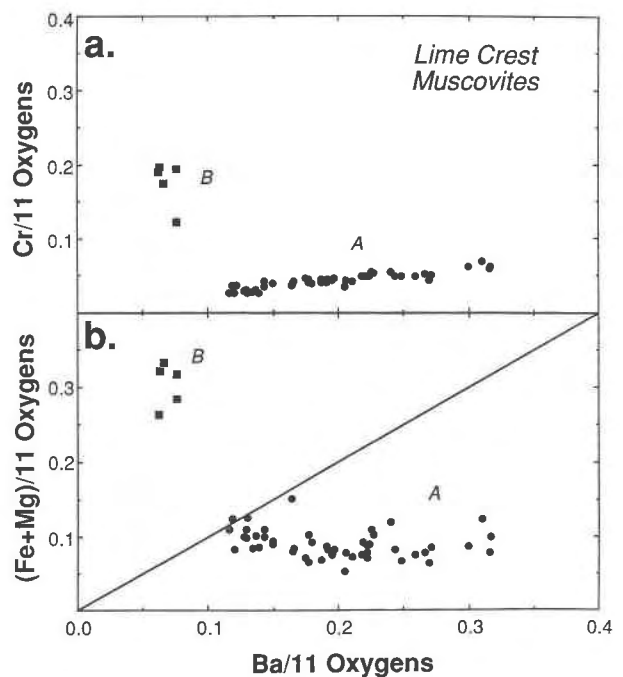 a.
Lime Crest
Muscovites
Cr/11 Oxygens
0.4
0.3
0.2
0.1
B
A
b.
(Fe+Mg)/11 Oxygens
0.3
0.2
0.1
B
A
0.0
0.1
0.2
0.3
0.4
Ba/11 Oxygens